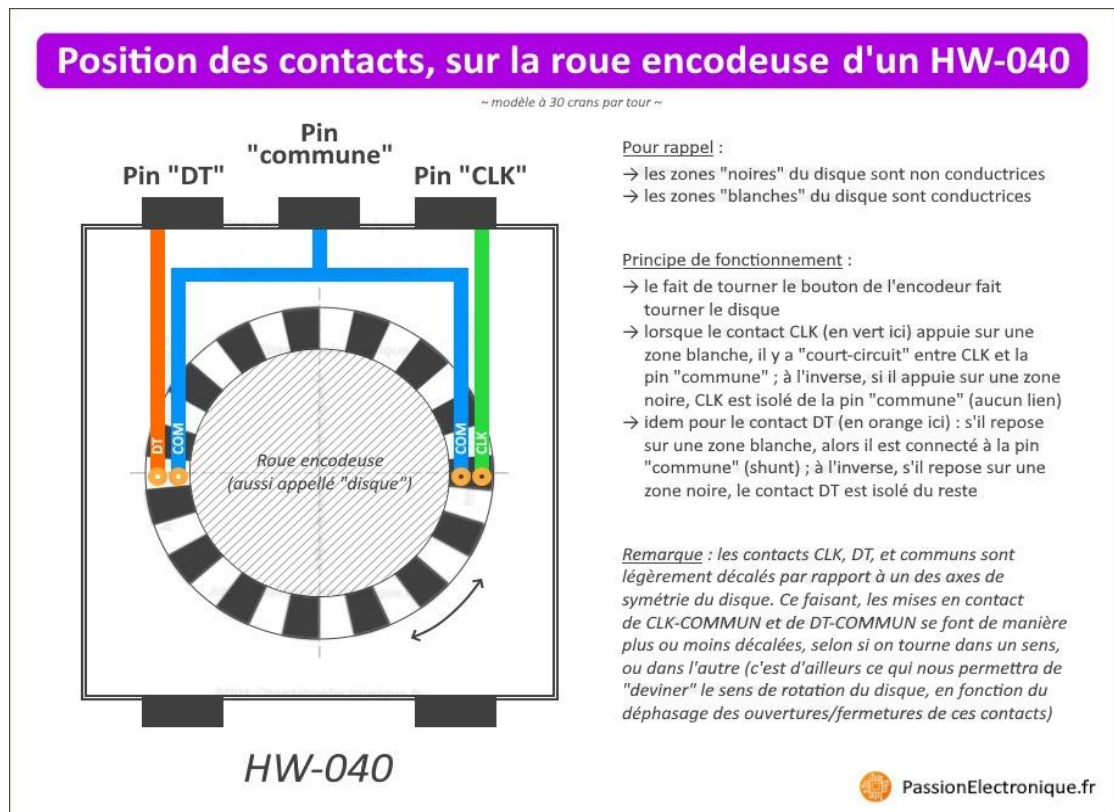 Position des contacts, sur la roue encodeuse d'un HW-040
~ modèle à 30 crans par tour ~
Pin "DT"
Pin
"commune"
Pin "CLK"
DT
COM
COM
CLK
Roue encodeuse
(aussi appellé "disque")
HW-040
Pour rappel :
→ les zones "noires" du disque sont non conductrices
→ les zones "blanches" du disque sont conductrices
Principe de fonctionnement :
→ le fait de tourner le bouton de l'encodeur fait
tourner le disque
→ lorsque le contact CLK (en vert ici) appuie sur une
zone blanche, il y a "court-circuit" entre CLK et la
pin "commune" ; à l'inverse, si il appuie sur une zone
noire, CLK est isolé de la pin "commune" (aucun lien)
→ idem pour le contact DT (en orange ici) : s'il repose
sur une zone blanche, alors il est connecté à la pin
"commune" (shunt) ; à l'inverse, s'il repose sur une
zone noire, le contact DT est isolé du reste
Remarque : les contacts CLK, DT, et communs sont
légèrement décalés par rapport à un des axes de
symétrie du disque. Ce faisant, les mises en contact
de CLK-COMMUN et de DT-COMMUN se font de manière
plus ou moins décalées, selon si on tourne dans un sens,
ou dans l'autre (c'est d'ailleurs ce qui nous permettra de
"deviner" le sens de rotation du disque, en fonction du
déphasage des ouvertures/fermetures de ces contacts)
https://passionelectronique.fr
PassionElectronique.fr